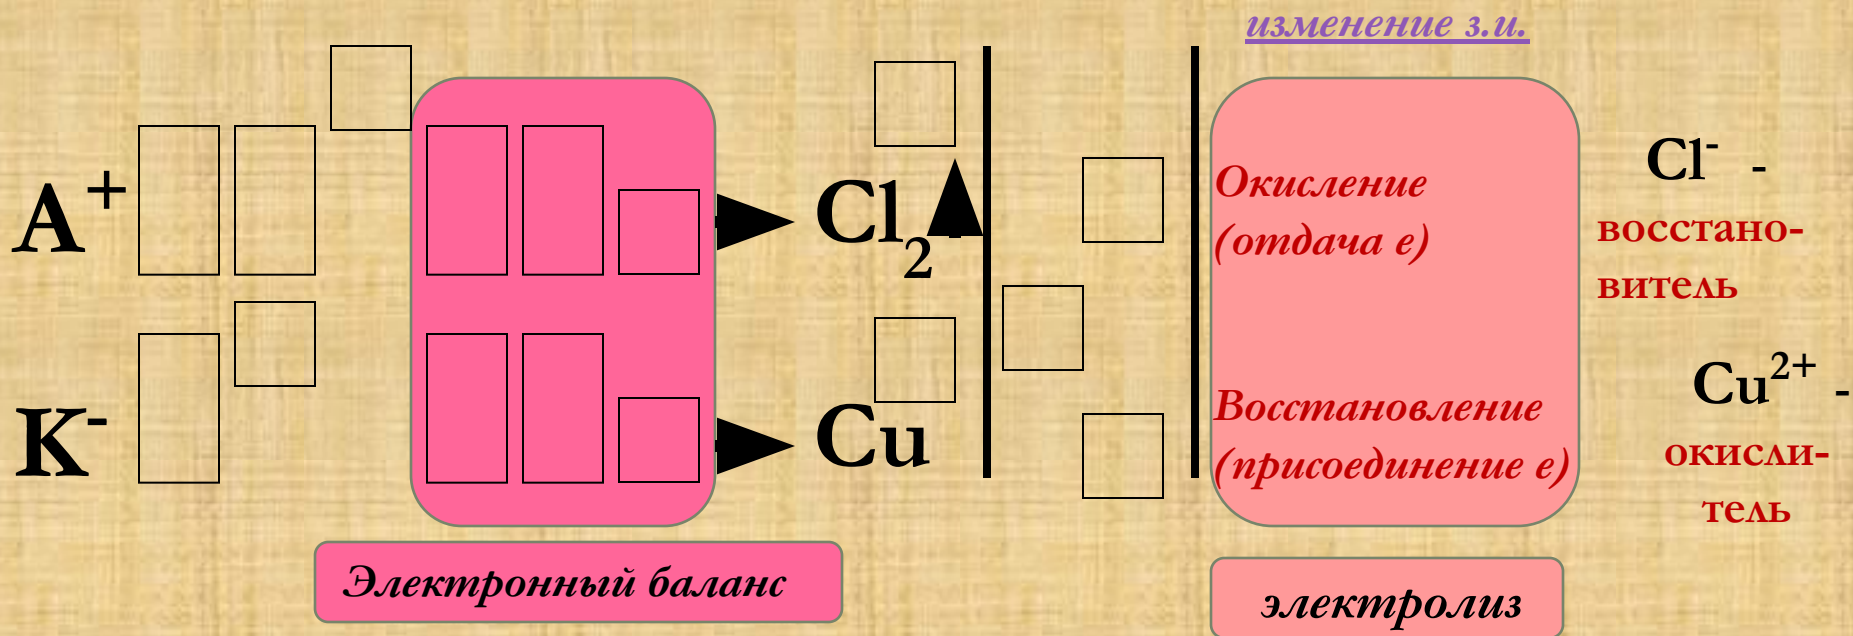 изменение з.и.
A⁺ Cl₂
Окисление
(отдача е)
Cl⁻ -
восстано-
витель
K⁻ Cu
Восстановление
(присоединение е)
Cu²⁺ -
окисли-
тель
Электронный баланс
электролиз